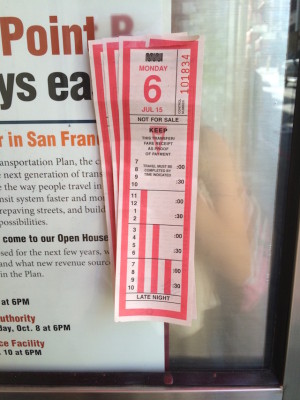 Point B
ys ea
r in San Fran
ansportation Plan, the c
next generation of trans
e the way people travel in
nsit system faster and mo
repaving streets, and build
possibilities.
come to our Open House
sed for the next few years, w
and what new revenue sourc
in the Plan.
at 6PM
uthority
day, Oct. 8 at 6PM
ce Facility
10 at 6PM
MUNI
MONDAY
6
JUL 15
101834
NOT FOR SALE
KEEP
THIS TRANSFER/
FARE RECEIPT
AS PROOF
OF PAYMENT
TRAVEL MUST BE
COMPLETED BY
TIME INDICATED
7
8
9
10
:00
:30
11
12
1
2
:00
:30
3
4
5
6
:00
:30
7
8
9
10
:00
:30
LATE NIGHT